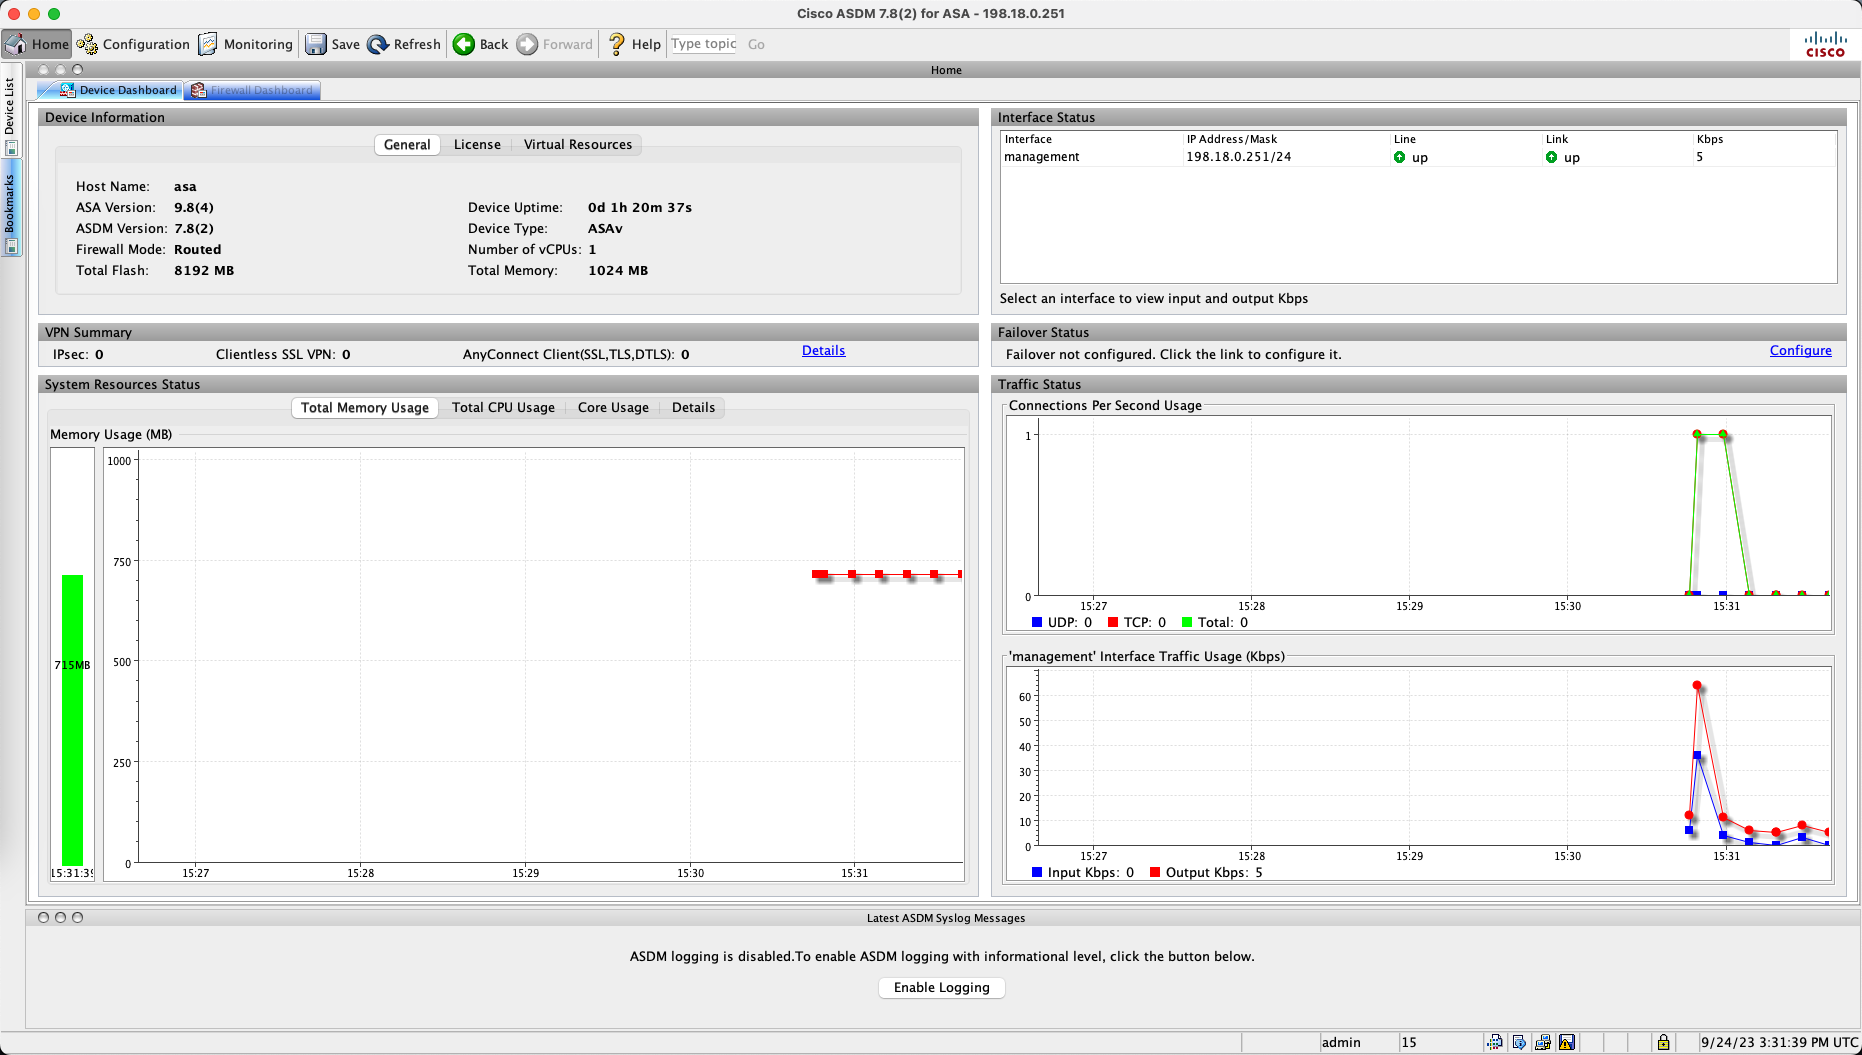 Cisco ASDM 7.8(2) for ASA - 198.18.0.251
Home Configuration Monitoring Save Refresh Back Forward Help Type topic Go
CISCO
Home
Device List
Bookmarks
Device Dashboard Firewall Dashboard
Device Information
General License Virtual Resources
Host Name: asa
ASA Version: 9.8(4) Device Uptime: 0d 1h 20m 37s
ASDM Version: 7.8(2) Device Type: ASAv
Firewall Mode: Routed Number of vCPUs: 1
Total Flash: 8192 MB Total Memory: 1024 MB
Interface Status
Interface IP Address/Mask Line Link Kbps
management 198.18.0.251/24 up up 5
Select an interface to view input and output Kbps
VPN Summary
IPsec: 0 Clientless SSL VPN: 0 AnyConnect Client(SSL,TLS,DTLS): 0 Details
Failover Status
Failover not configured. Click the link to configure it. Configure
System Resources Status
Total Memory Usage Total CPU Usage Core Usage Details
Memory Usage (MB)
1000
750
500
250
0
715MB
15:31:39
15:27 15:28 15:29 15:30 15:31
Traffic Status
Connections Per Second Usage
1
0
15:27 15:28 15:29 15:30 15:31
UDP: 0 TCP: 0 Total: 0
'management' Interface Traffic Usage (Kbps)
60
50
40
30
20
10
0
15:27 15:28 15:29 15:30 15:31
Input Kbps: 0 Output Kbps: 5
Latest ASDM Syslog Messages
ASDM logging is disabled.To enable ASDM logging with informational level, click the button below.
Enable Logging
admin 15 9/24/23 3:31:39 PM UTC